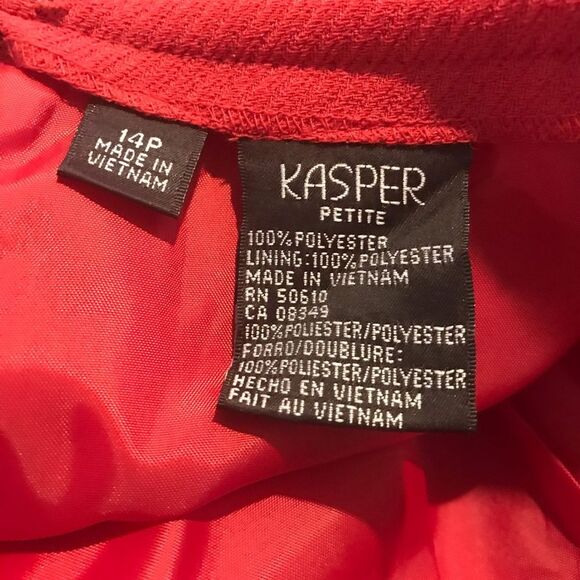 14P
MADE IN
VIETNAM
KASPER
PETITE
100% POLYESTER
LINING: 100% POLYESTER
MADE IN VIETNAM
RN 50610
CA 08349
100% POLIESTER/POLYESTER
FORRO/DOUBLURE:
100% POLIESTER/POLYESTER
HECHO EN VIETNAM
FAIT AU VIETNAM